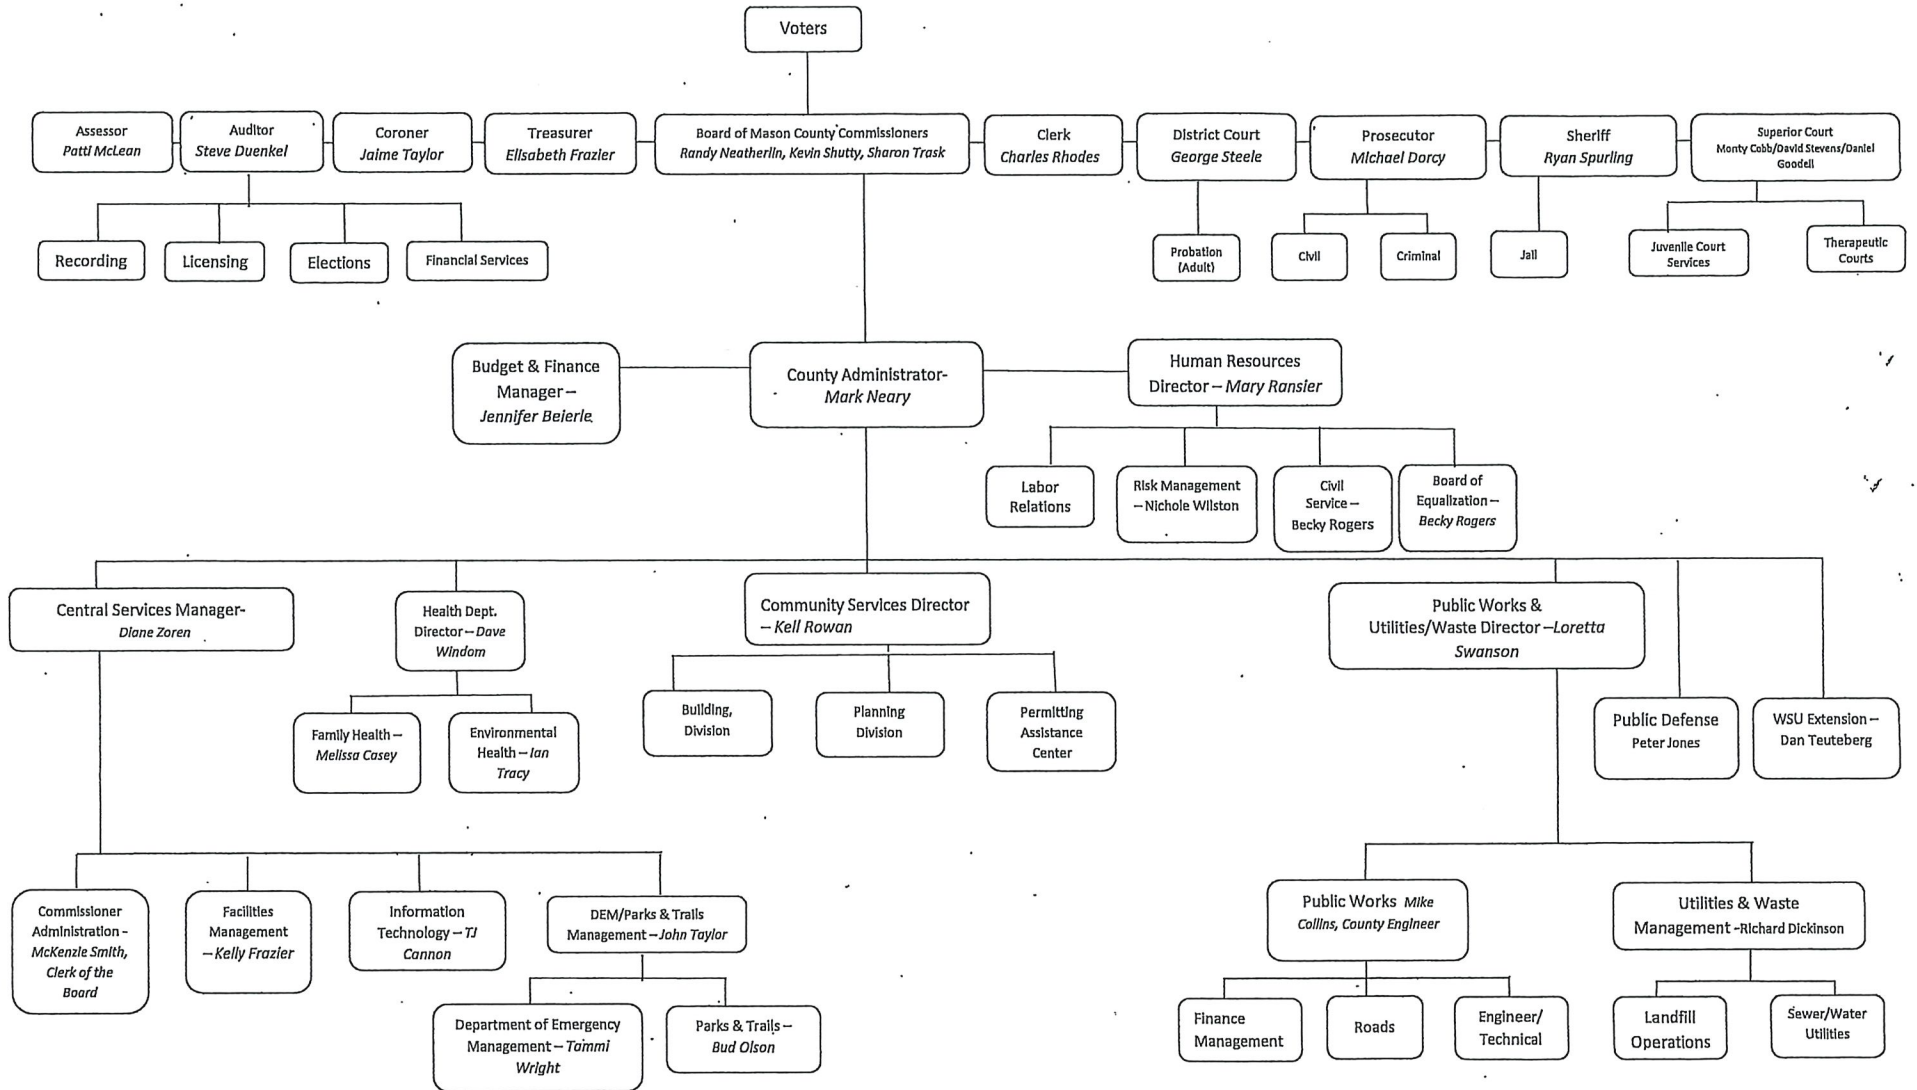 Voters
Assessor
Patti McLean
Auditor
Steve Duenkel
Coroner
Jaime Taylor
Treasurer
Elisabeth Frazier
Board of Mason County Commissioners
Randy Neatherlin, Kevin Shutty, Sharon Trask
Clerk
Charles Rhodes
District Court
George Steele
Prosecutor
Michael Dorcy
Sheriff
Ryan Spurling
Superior Court
Monty Cobb/David Stevens/Daniel
Goodell
Recording
Licensing
Elections
Financial Services
Probation
(Adult)
Civil
Criminal
Jail
Juvenile Court
Services
Therapeutic
Courts
Budget & Finance
Manager –
Jennifer Beierle
County Administrator-
Mark Neary
Human Resources
Director – Mary Ransier
Labor
Relations
Risk Management
– Nichole Wilston
Civil
Service –
Becky Rogers
Board of
Equalization –
Becky Rogers
Central Services Manager-
Diane Zoren
Health Dept.
Director – Dave
Windom
Community Services Director
– Kell Rowan
Public Works &
Utilities/Waste Director –Loretta
Swanson
Family Health –
Melissa Casey
Environmental
Health – Ian
Tracy
Building,
Division
Planning
Division
Permitting
Assistance
Center
Public Defense
Peter Jones
WSU Extension –
Dan Teuteberg
Commissioner
Administration -
McKenzie Smith,
Clerk of the
Board
Facilities
Management
– Kelly Frazier
Information
Technology – TJ
Cannon
DEM/Parks & Trails
Management – John Taylor
Public Works Mike
Collins, County Engineer
Utilities & Waste
Management -Richard Dickinson
Department of Emergency
Management – Tammi
Wright
Parks & Trails –
Bud Olson
Finance
Management
Roads
Engineer/
Technical
Landfill
Operations
Sewer/Water
Utilities